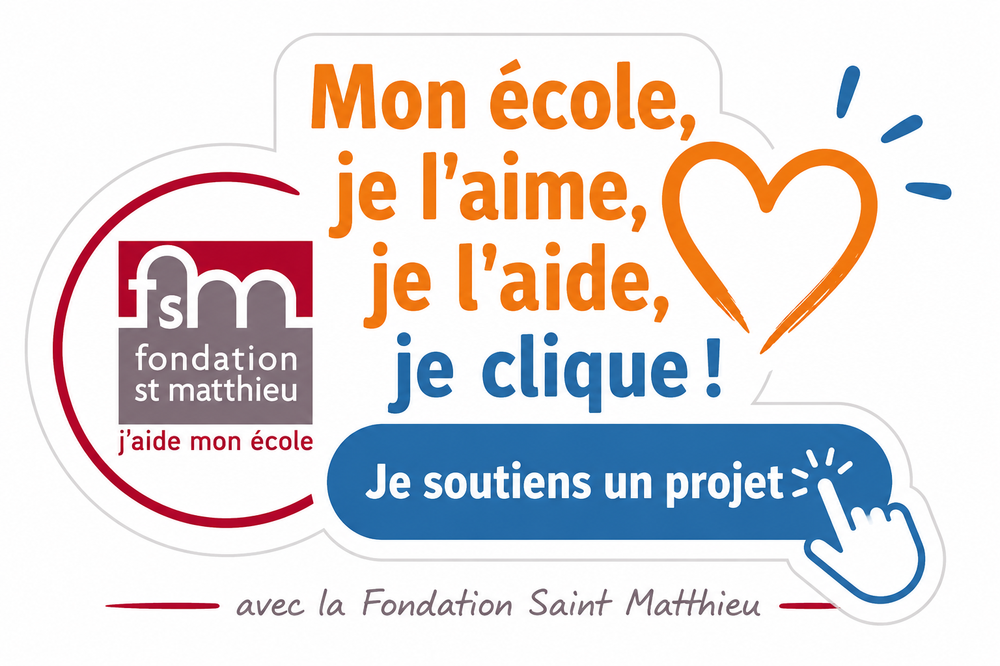 Mon école,
je l’aime,
je l’aide,
je clique !
fsm
fondation
st matthieu
j’aide mon école
Je soutiens un projet
avec la Fondation Saint Matthieu